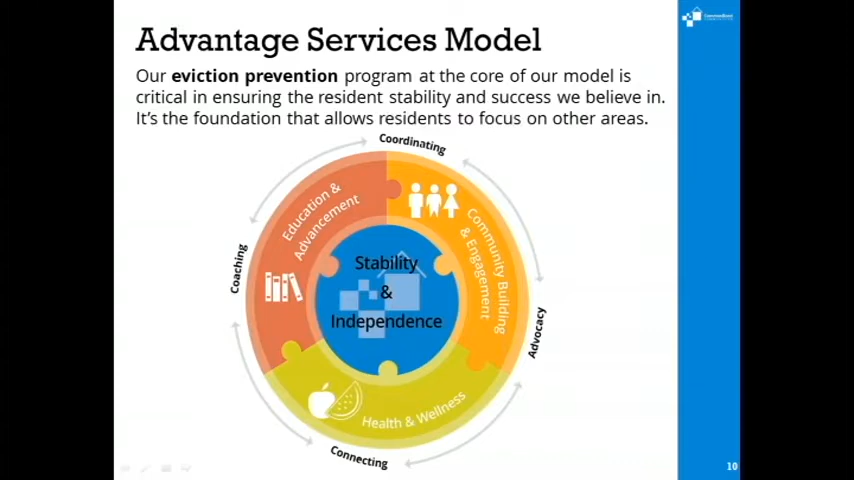 Advantage Services Model
Our eviction prevention program at the core of our model is
critical in ensuring the resident stability and success we believe in.
It's the foundation that allows residents to focus on other areas.
Coordinating
Education &
Advancement
Community Building
& Engagement
Coaching
Stability
&
Independence
Advocacy
Health & Wellness
Connecting
10